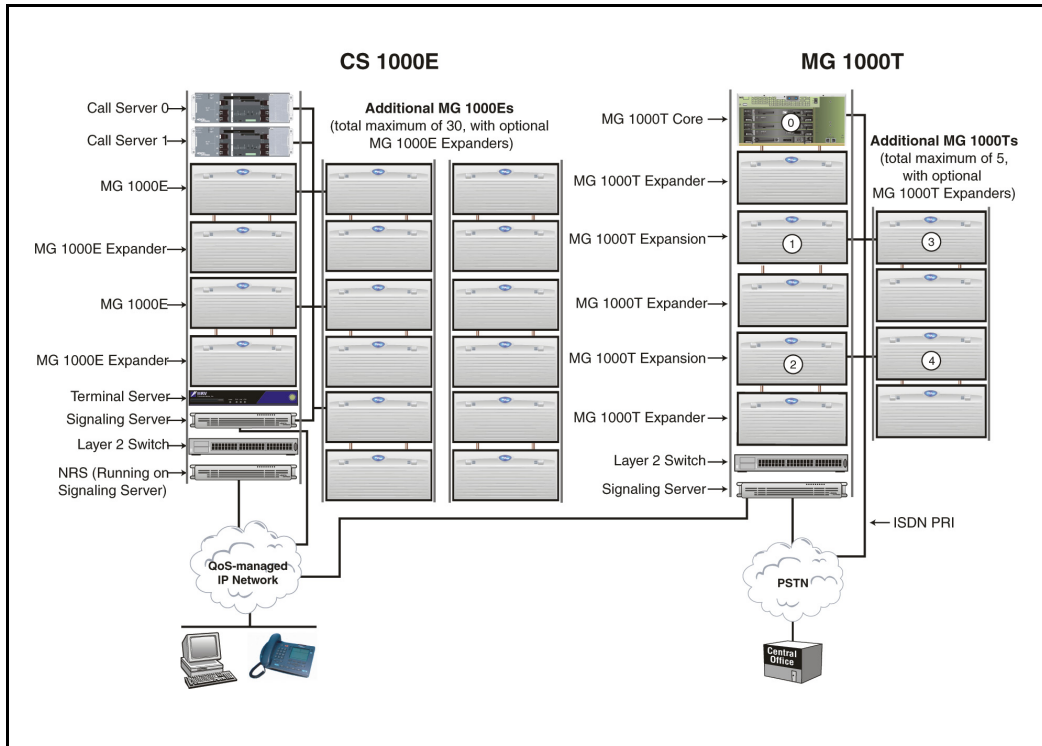 CS 1000E
MG 1000T
Call Server 0
Call Server 1
MG 1000E
MG 1000E Expander
MG 1000E
MG 1000E Expander
Terminal Server
Signaling Server
Layer 2 Switch
NRS (Running on
Signaling Server)
Additional MG 1000Es
(total maximum of 30, with optional
MG 1000E Expanders)
QoS-managed
IP Network
MG 1000T Core
MG 1000T Expander
MG 1000T Expansion
MG 1000T Expander
MG 1000T Expansion
MG 1000T Expander
Layer 2 Switch
Signaling Server
0
1
2
Additional MG 1000Ts
(total maximum of 5,
with optional
MG 1000T Expanders)
3
4
ISDN PRI
PSTN
Central
Office